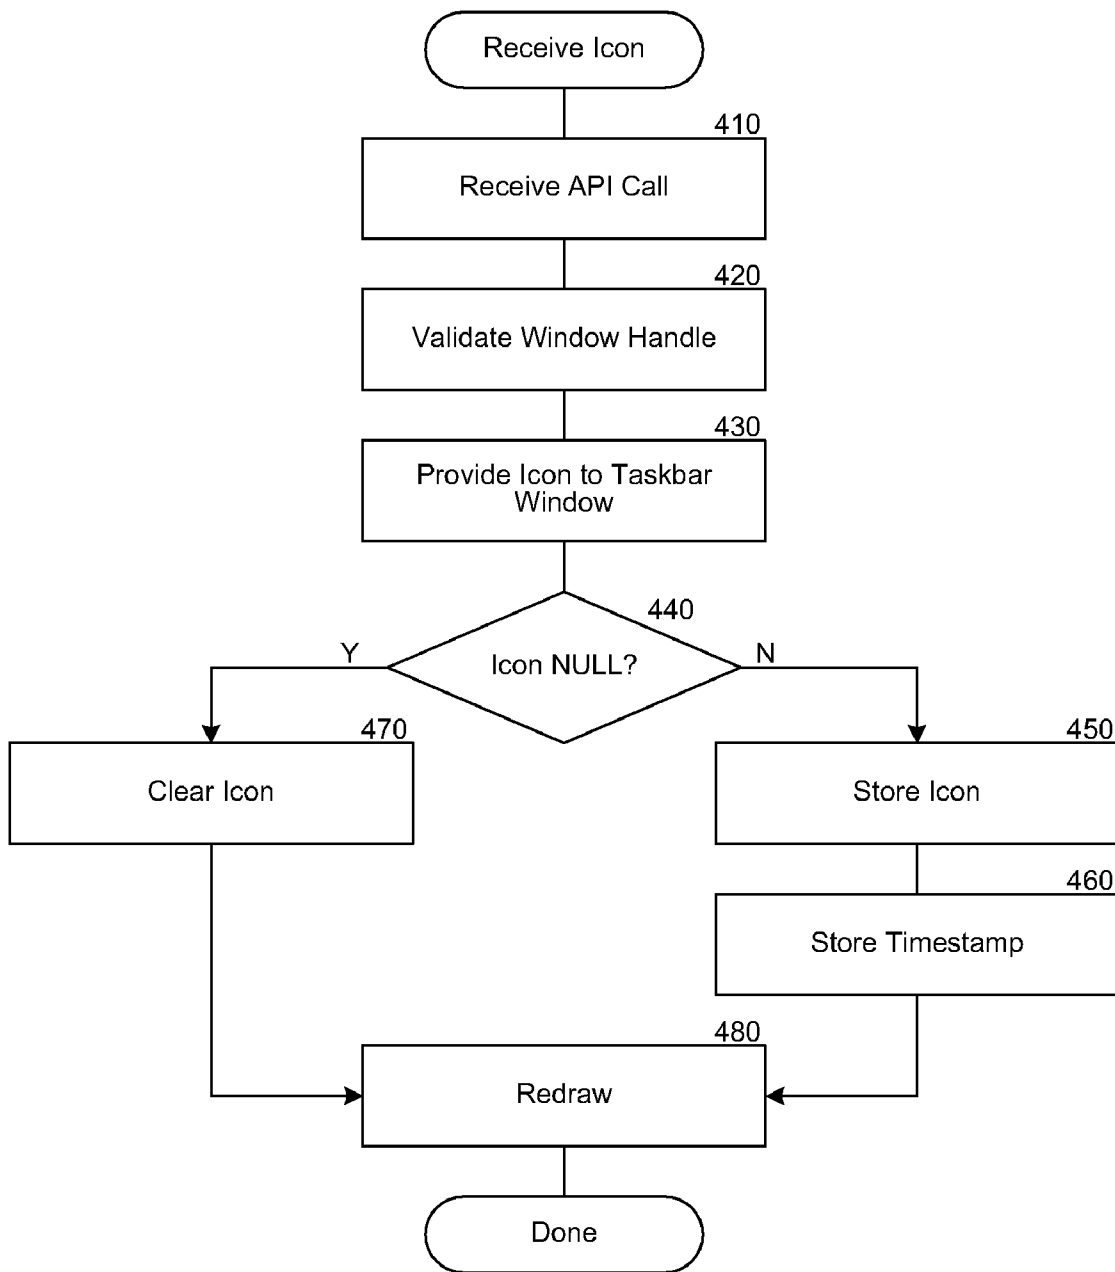 Receive Icon
410
Receive API Call
420
Validate Window Handle
430
Provide Icon to Taskbar
Window
440
Y
Icon NULL?
N
470
Clear Icon
450
Store Icon
460
Store Timestamp
480
Redraw
Done